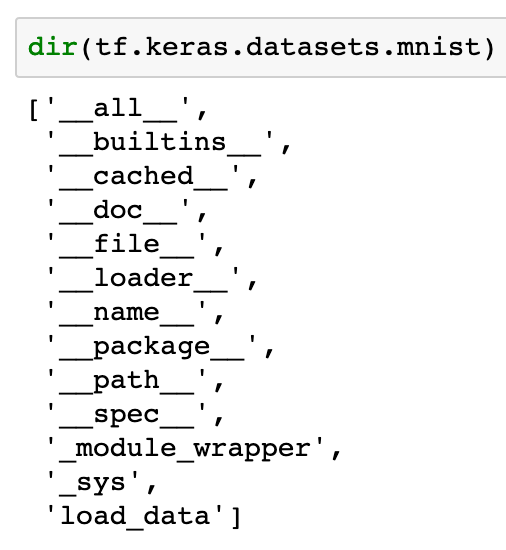 dir(tf.keras.datasets.mnist)
['__all__',
'__builtins__',
'__cached__',
'__doc__',
'__file__',
'__loader__',
'__name__',
'__package__',
'__path__',
'__spec__',
'_module_wrapper',
'_sys',
'load_data']